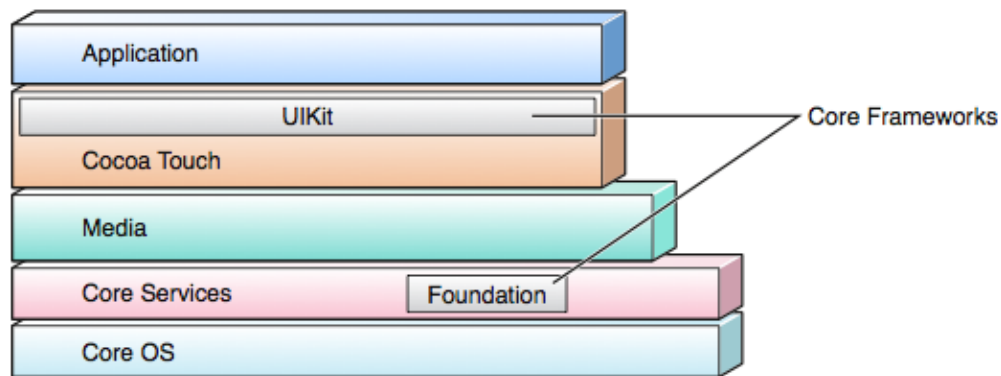 Application
UIKit
Core Frameworks
Cocoa Touch
Media
Core Services
Foundation
Core OS